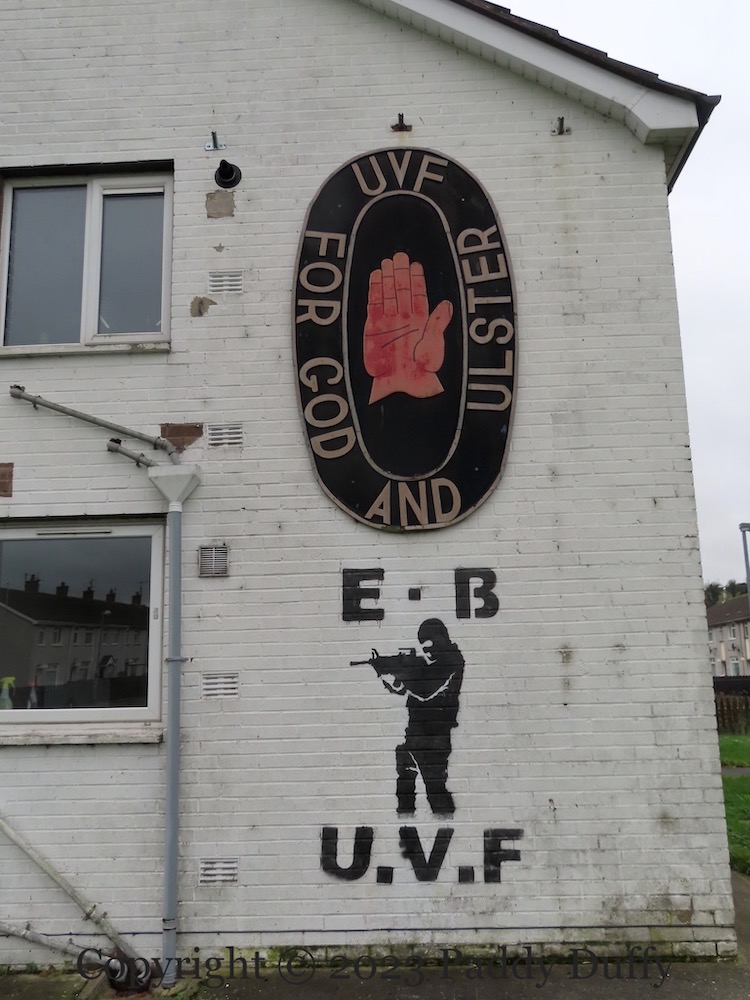 UVF
FOR GOD
AND
ULSTER
E · B
U.V.F
Copyright © 2023 Paddy Duffy